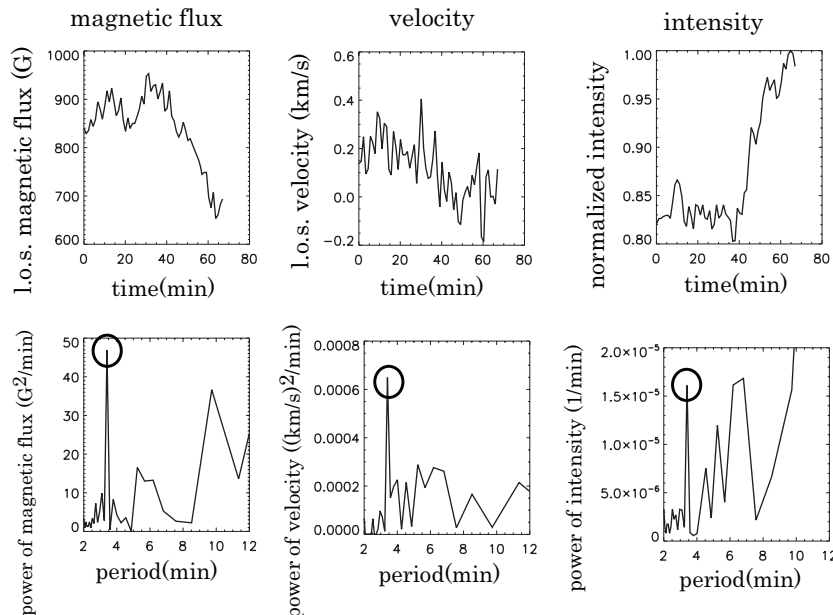 magnetic flux
velocity
intensity
l.o.s. magnetic flux (G)
1000
900
800
700
600
0 20 40 60 80
time(min)
l.o.s. velocity (km/s)
0.6
0.4
0.2
0.0
−0.2
0 20 40 60 80
time(min)
normalized intensity
1.00
0.95
0.90
0.85
0.80
0 20 40 60 80
time(min)
power of magnetic flux (G²/min)
50
40
30
20
10
0
2 4 6 8 10 12
period(min)
power of velocity ((km/s)²/min)
0.0008
0.0006
0.0004
0.0002
0.0000
2 4 6 8 10 12
period(min)
power of intensity (1/min)
2.0×10⁻⁵
1.5×10⁻⁵
1.0×10⁻⁵
5.0×10⁻⁶
0
2 4 6 8 10 12
period(min)